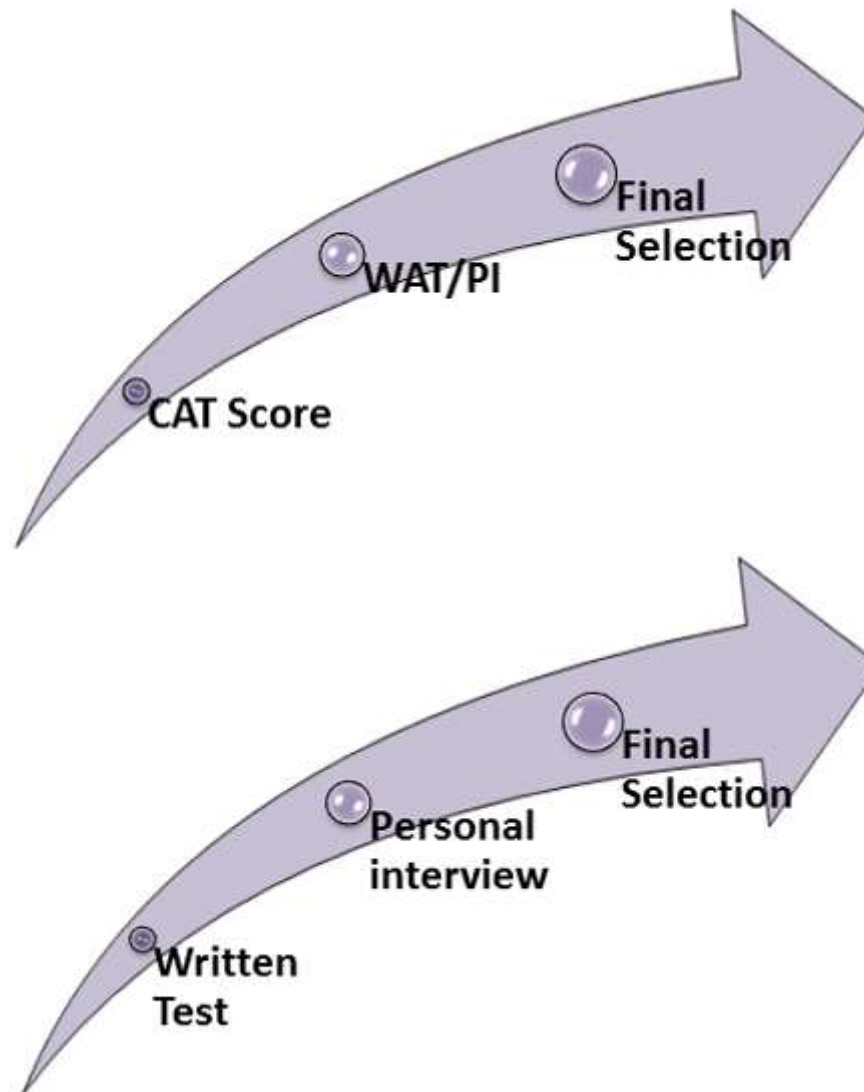 Final
Selection
WAT/PI
CAT Score
Final
Selection
Personal
interview
Written
Test